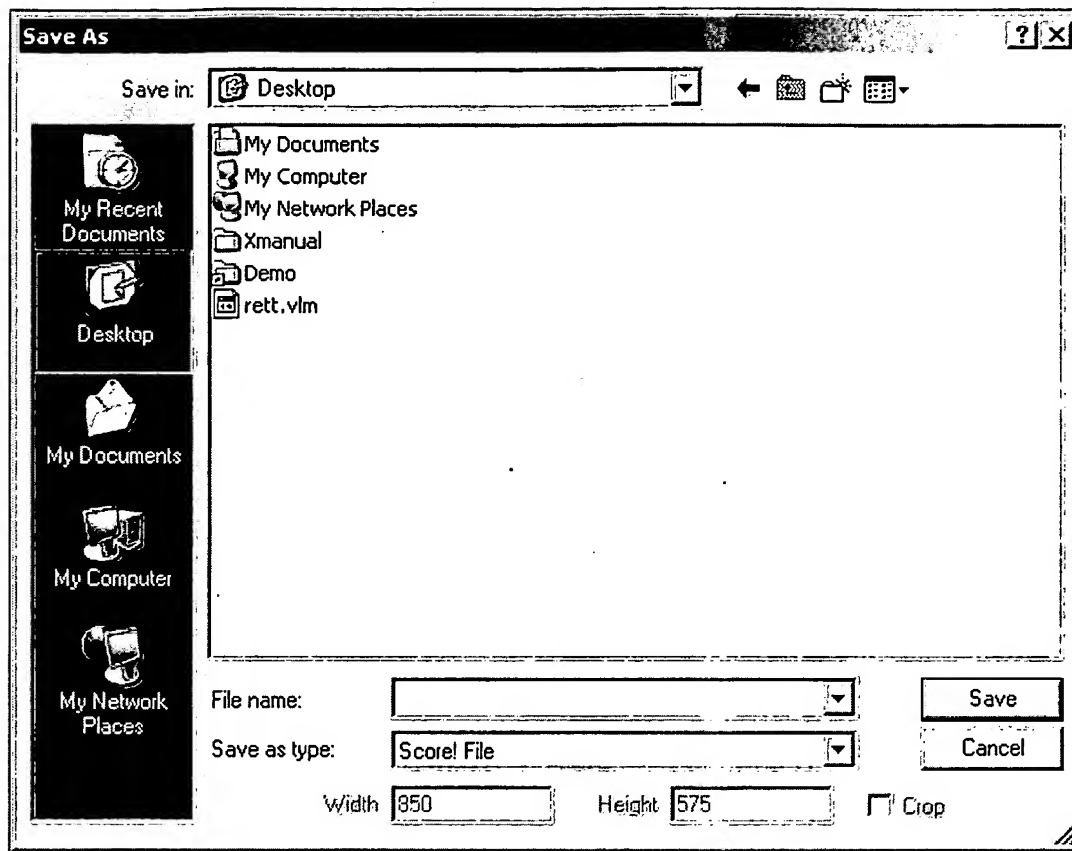 Save As
Save in: Desktop
My Documents
My Computer
My Network Places
Xmanual
Demo
rett.vlm
My Recent
Documents
Desktop
My Documents
My Computer
My Network
Places
File name:
Save
Save as type: Score! File
Cancel
Width 350 Height 575 Crop